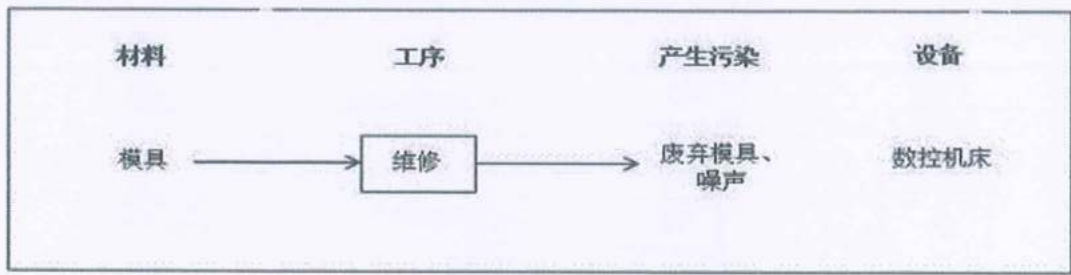 材料 工序 产生污染 设备
模具 维修 废弃模具、 数控机床
噪声